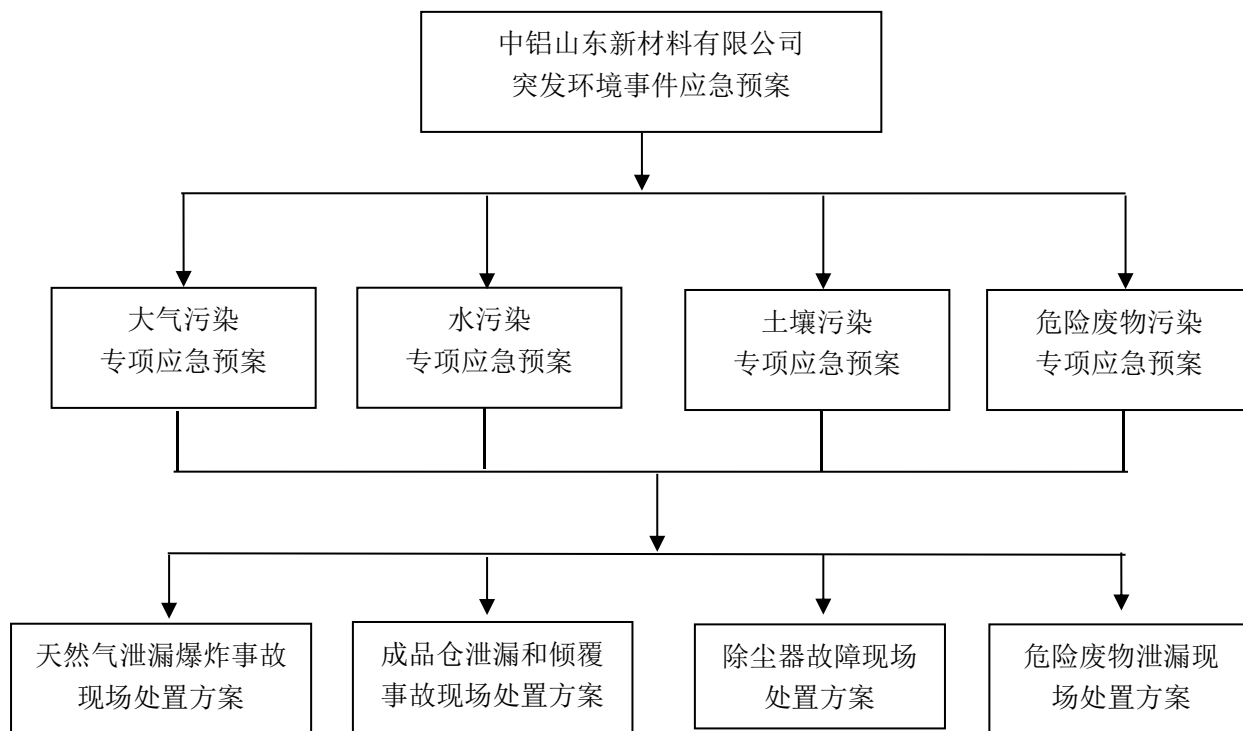 中铝山东新材料有限公司
突发环境事件应急预案
大气污染
专项应急预案
水污染
专项应急预案
土壤污染
专项应急预案
危险废物污染
专项应急预案
天然气泄漏爆炸事故
现场处置方案
成品仓泄漏和倾覆
事故现场处置方案
除尘器故障现场
处置方案
危险废物泄漏现
场处置方案